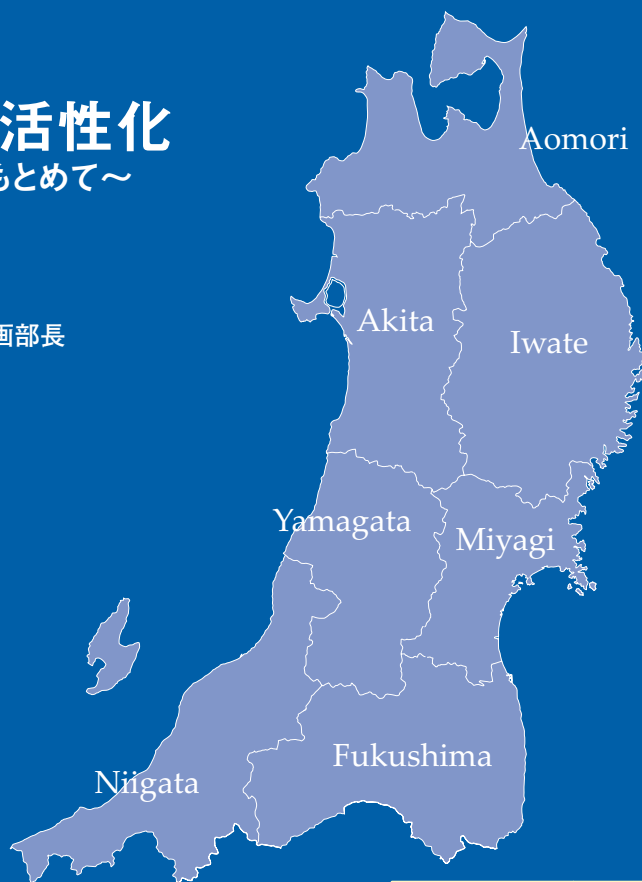 活性化
もとめて～
画部長
Aomori
Akita
Iwate
Yamagata
Miyagi
Fukushima
Niigata